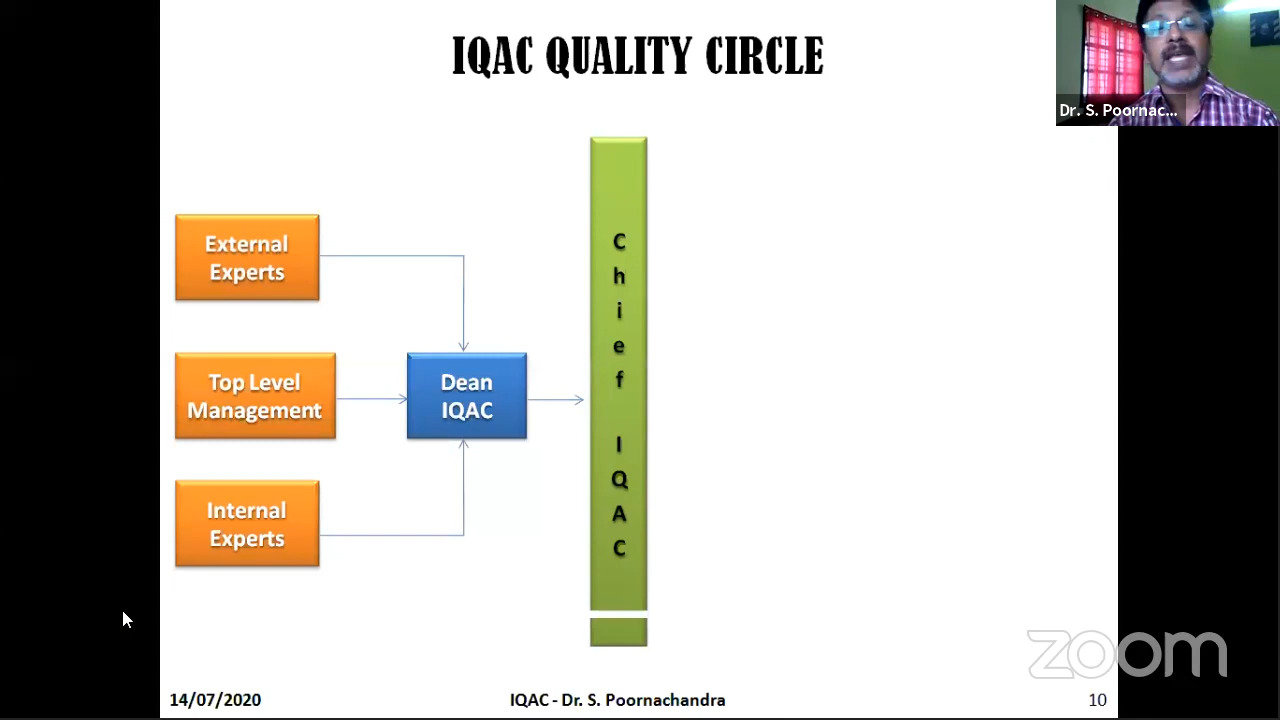 IQAC QUALITY CIRCLE
Dr. S. Poornac...
External
Experts
Top Level
Management
Internal
Experts
Dean
IQAC
C
h
i
e
f
I
Q
A
C
zoom
14/07/2020
IQAC - Dr. S. Poornachandra
10